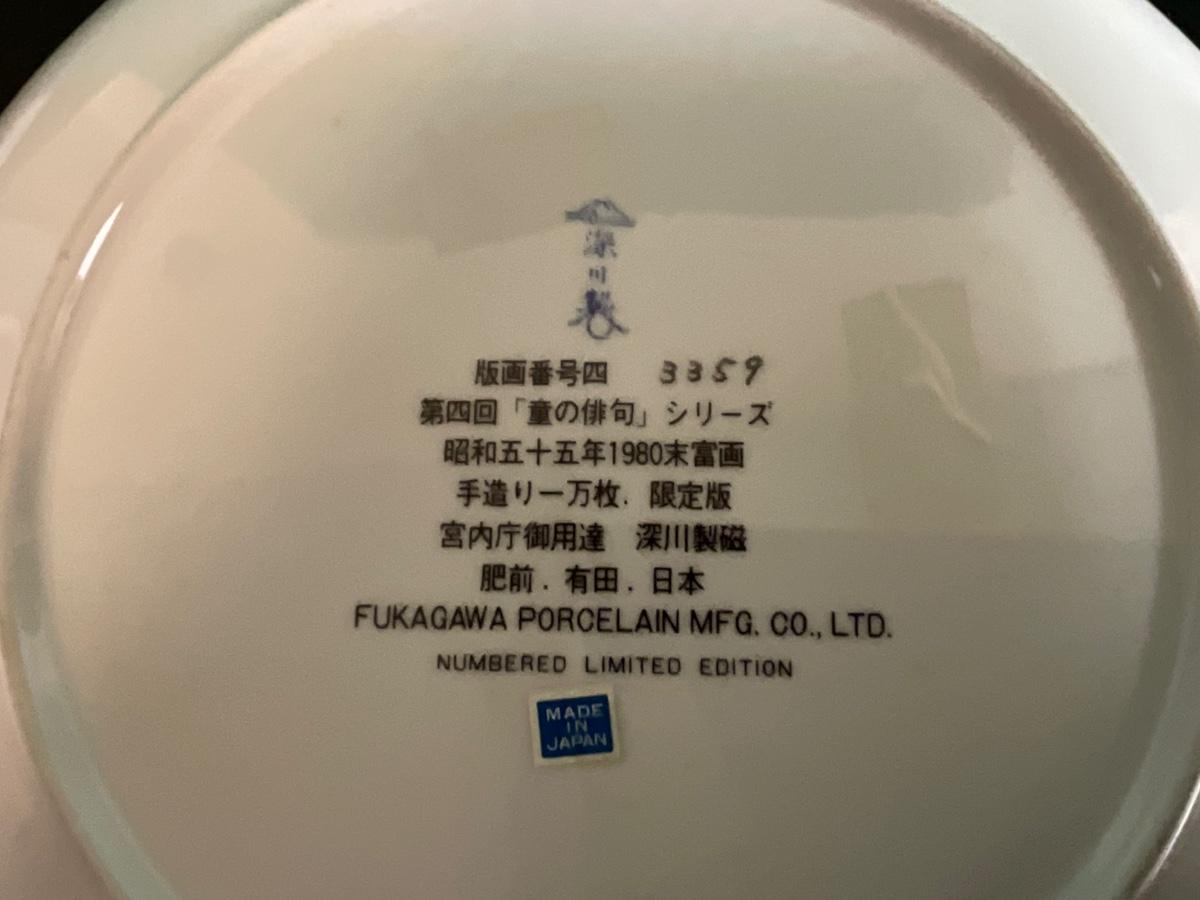 深
川
製
版画番号四 3359
第四回「童の俳句」シリーズ
昭和五十五年1980末富画
手造り一万枚. 限定版
宮内庁御用達 深川製磁
肥前. 有田. 日本
FUKAGAWA PORCELAIN MFG. CO., LTD.
NUMBERED LIMITED EDITION
MADE
IN
JAPAN